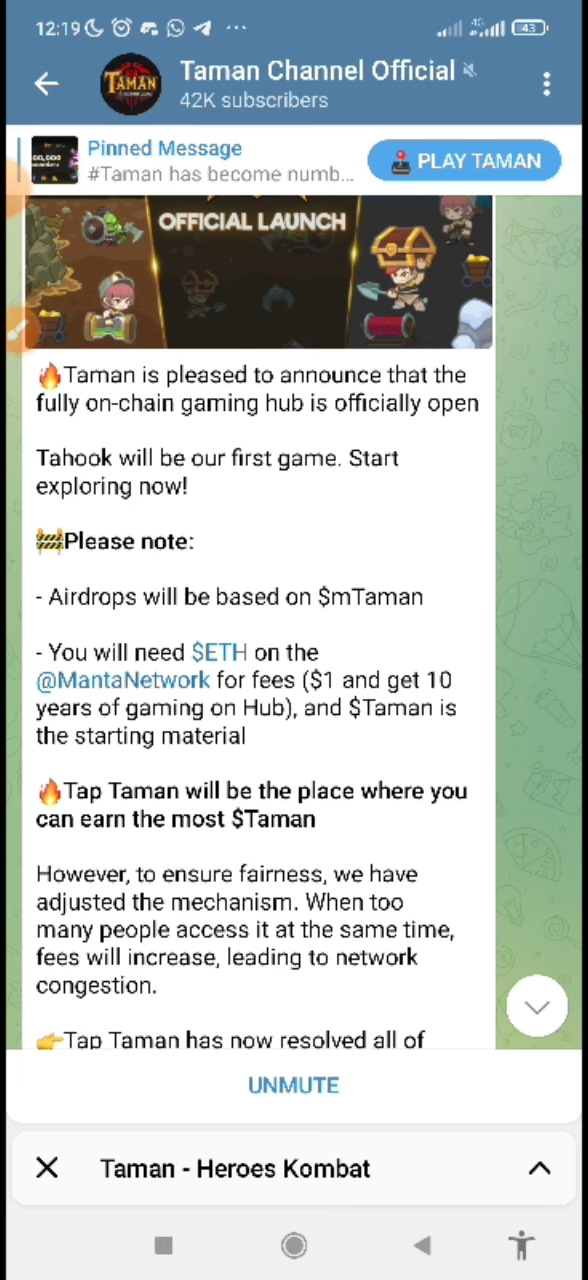 12:19
4G
43
TAMAN
Taman Channel Official
42K subscribers
Pinned Message
#Taman has become numb...
PLAY TAMAN
OFFICIAL LAUNCH
🔥Taman is pleased to announce that the
fully on-chain gaming hub is officially open
Tahook will be our first game. Start
exploring now!
🚧Please note:
- Airdrops will be based on $mTaman
- You will need $ETH on the
@MantaNetwork for fees ($1 and get 10
years of gaming on Hub), and $Taman is
the starting material
🔥Tap Taman will be the place where you
can earn the most $Taman
However, to ensure fairness, we have
adjusted the mechanism. When too
many people access it at the same time,
fees will increase, leading to network
congestion.
👉Tap Taman has now resolved all of
UNMUTE
Taman - Heroes Kombat